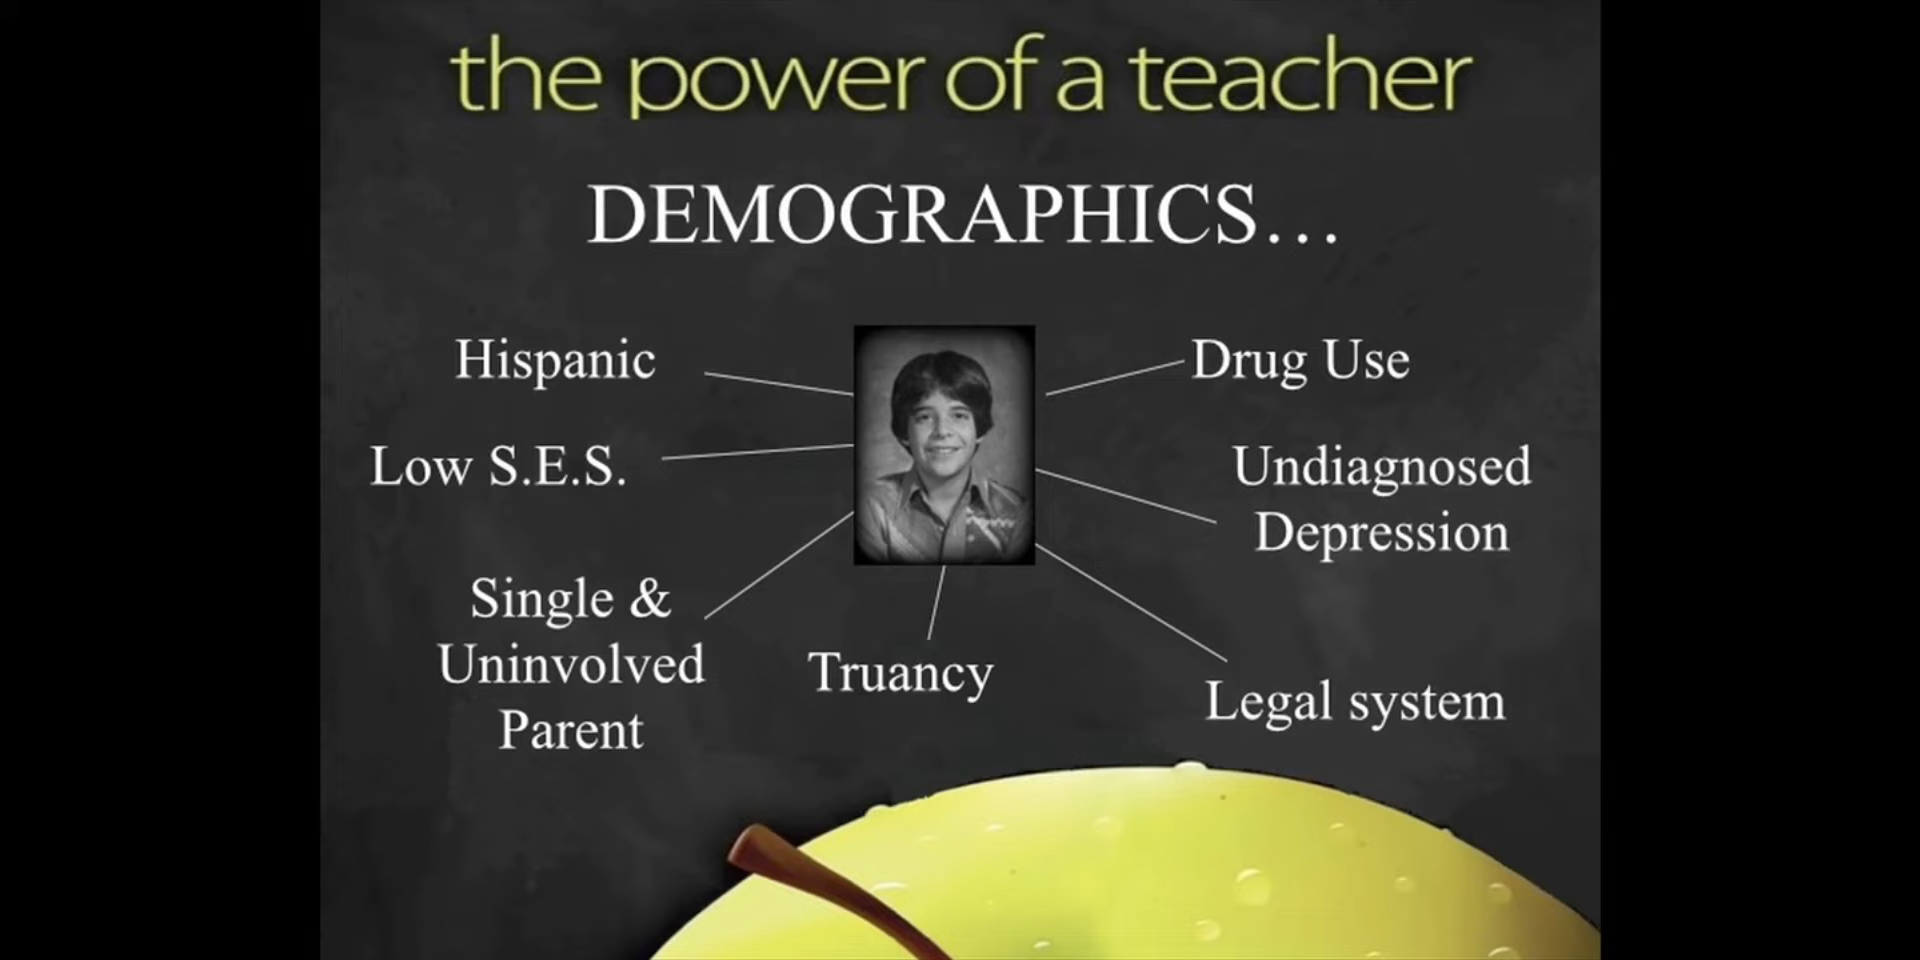 the power of a teacher
DEMOGRAPHICS...
Hispanic
Drug Use
Low S.E.S.
Undiagnosed
Depression
Single &
Uninvolved
Parent
Truancy
Legal system